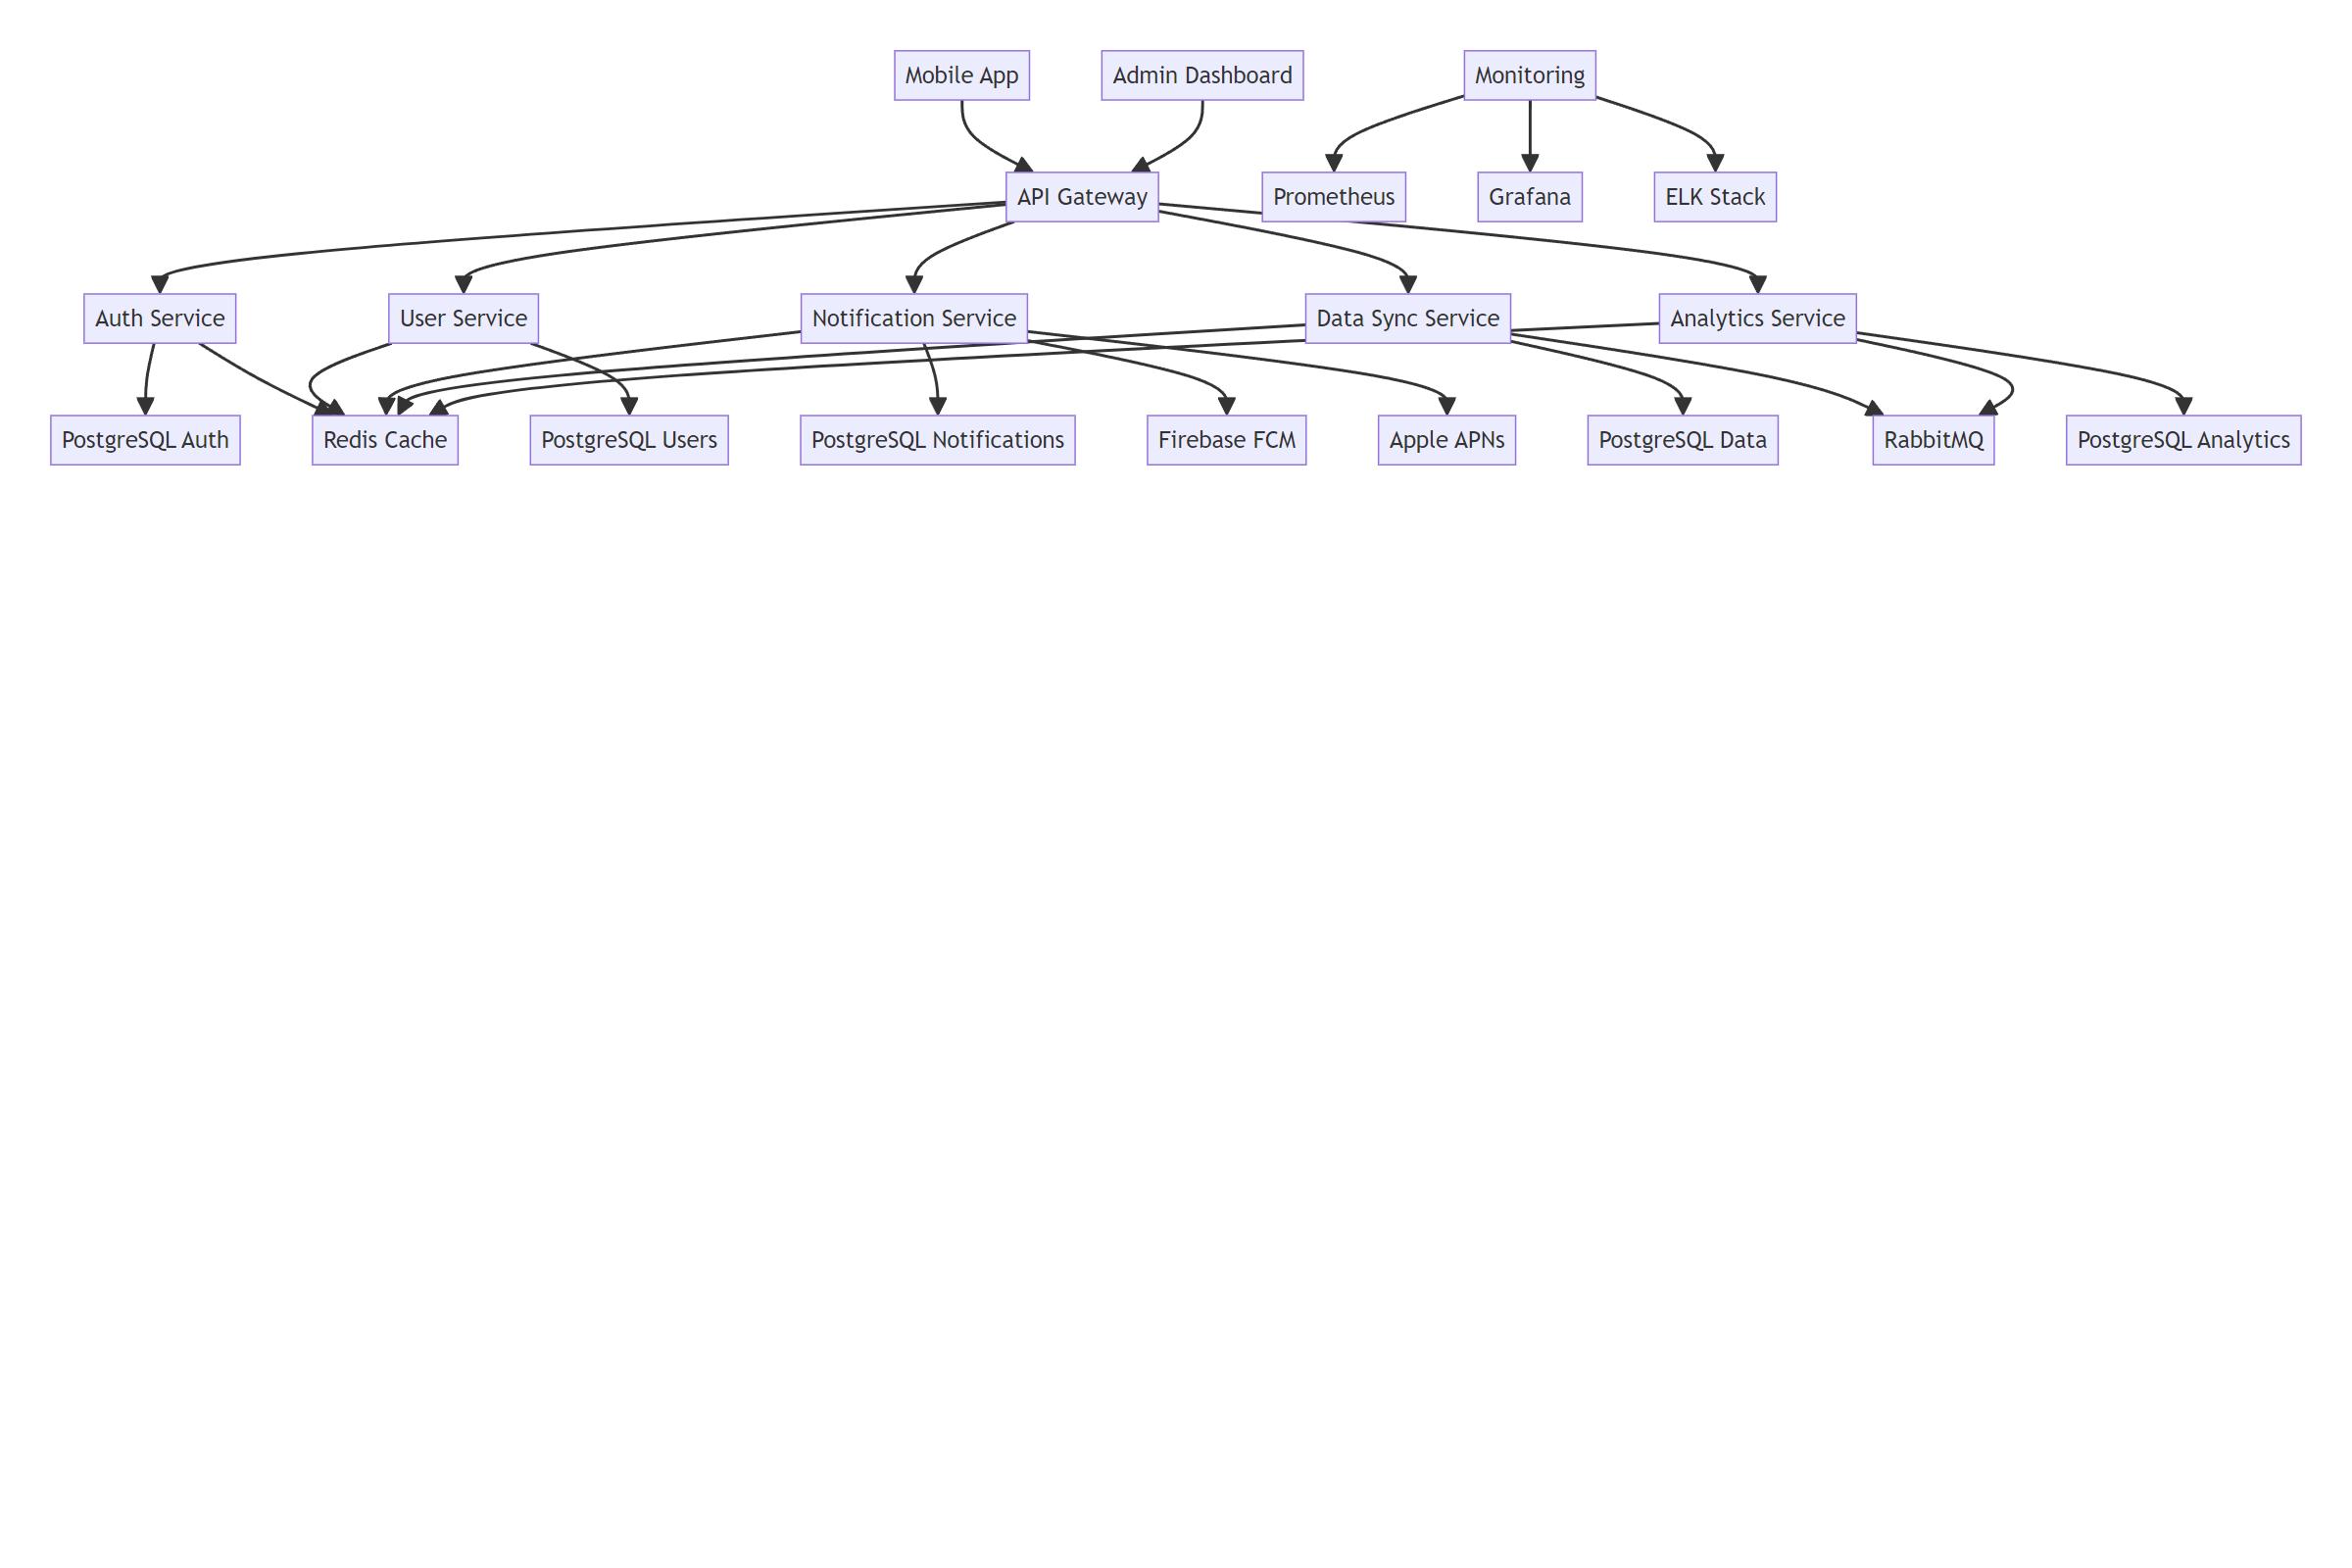 Mobile App
Admin Dashboard
Monitoring
API Gateway
Prometheus
Grafana
ELK Stack
Auth Service
User Service
Notification Service
Data Sync Service
Analytics Service
PostgreSQL Auth
Redis Cache
PostgreSQL Users
PostgreSQL Notifications
Firebase FCM
Apple APNs
PostgreSQL Data
RabbitMQ
PostgreSQL Analytics